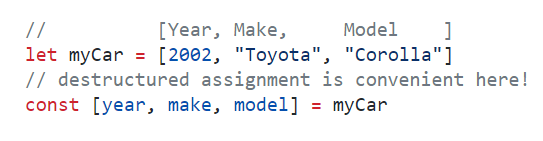 //          [Year, Make,     Model    ]
let myCar = [2002, "Toyota", "Corolla"]
// destructured assignment is convenient here!
const [year, make, model] = myCar